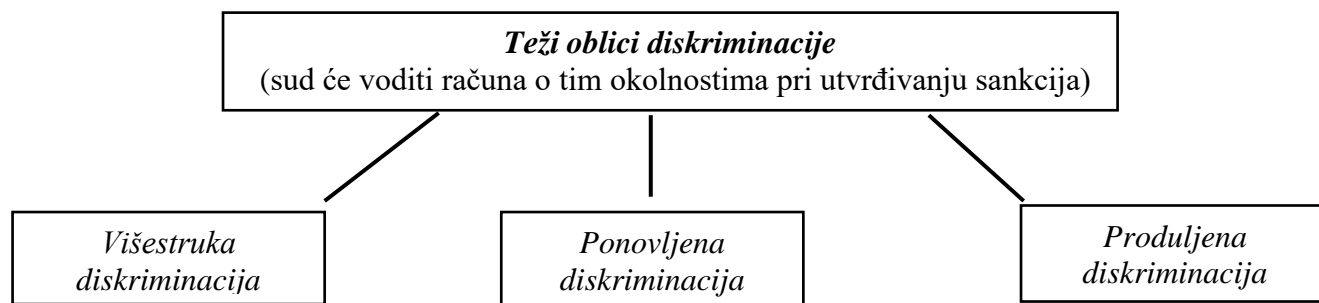 Teži oblici diskriminacije
(sud će voditi računa o tim okolnostima pri utvrđivanju sankcija)
Višestruka
diskriminacija
Ponovljena
diskriminacija
Produljena
diskriminacija